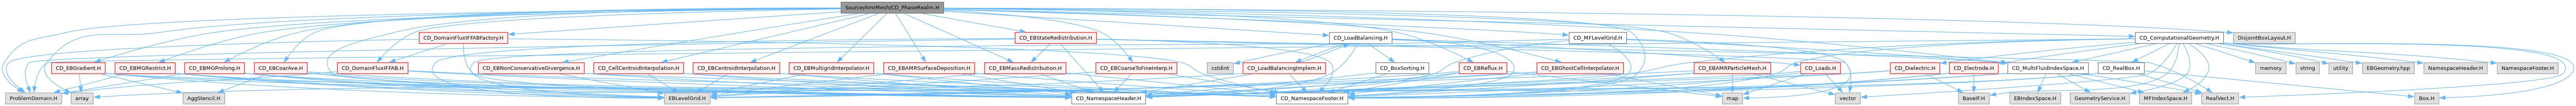 Source/AmrMesh/CD_PhaseRealm.H
CD_DomainFluxIFFABFactory.H
CD_EBStateRedistribution.H
CD_LoadBalancing.H
CD_MFLevelGrid.H
CD_ComputationalGeometry.H
DisjointBoxLayout.H
CD_EBGradient.H
CD_EBMGRestrict.H
CD_EBMGProlong.H
CD_EBCoarAve.H
CD_DomainFluxIFFAB.H
CD_EBNonConservativeDivergence.H
CD_CellCentroidInterpolation.H
CD_EBCentroidInterpolation.H
CD_EBMultigridInterpolator.H
CD_EBAMRSurfaceDeposition.H
CD_EBMassRedistribution.H
CD_EBCoarseToFineInterp.H
cstdint
CD_LoadBalancingImplem.H
CD_BoxSorting.H
CD_EBReflux.H
CD_EBGhostCellInterpolator.H
CD_EBAMRParticleMesh.H
CD_Loads.H
CD_Dielectric.H
CD_Electrode.H
CD_MultiFluidIndexSpace.H
CD_RealBox.H
memory
string
utility
EBGeometry.hpp
NamespaceHeader.H
NamespaceFooter.H
ProblemDomain.H
array
AggStencil.H
EBLevelGrid.H
CD_NamespaceHeader.H
CD_NamespaceFooter.H
map
vector
BaseIF.H
EBIndexSpace.H
GeometryService.H
MFIndexSpace.H
RealVect.H
Box.H